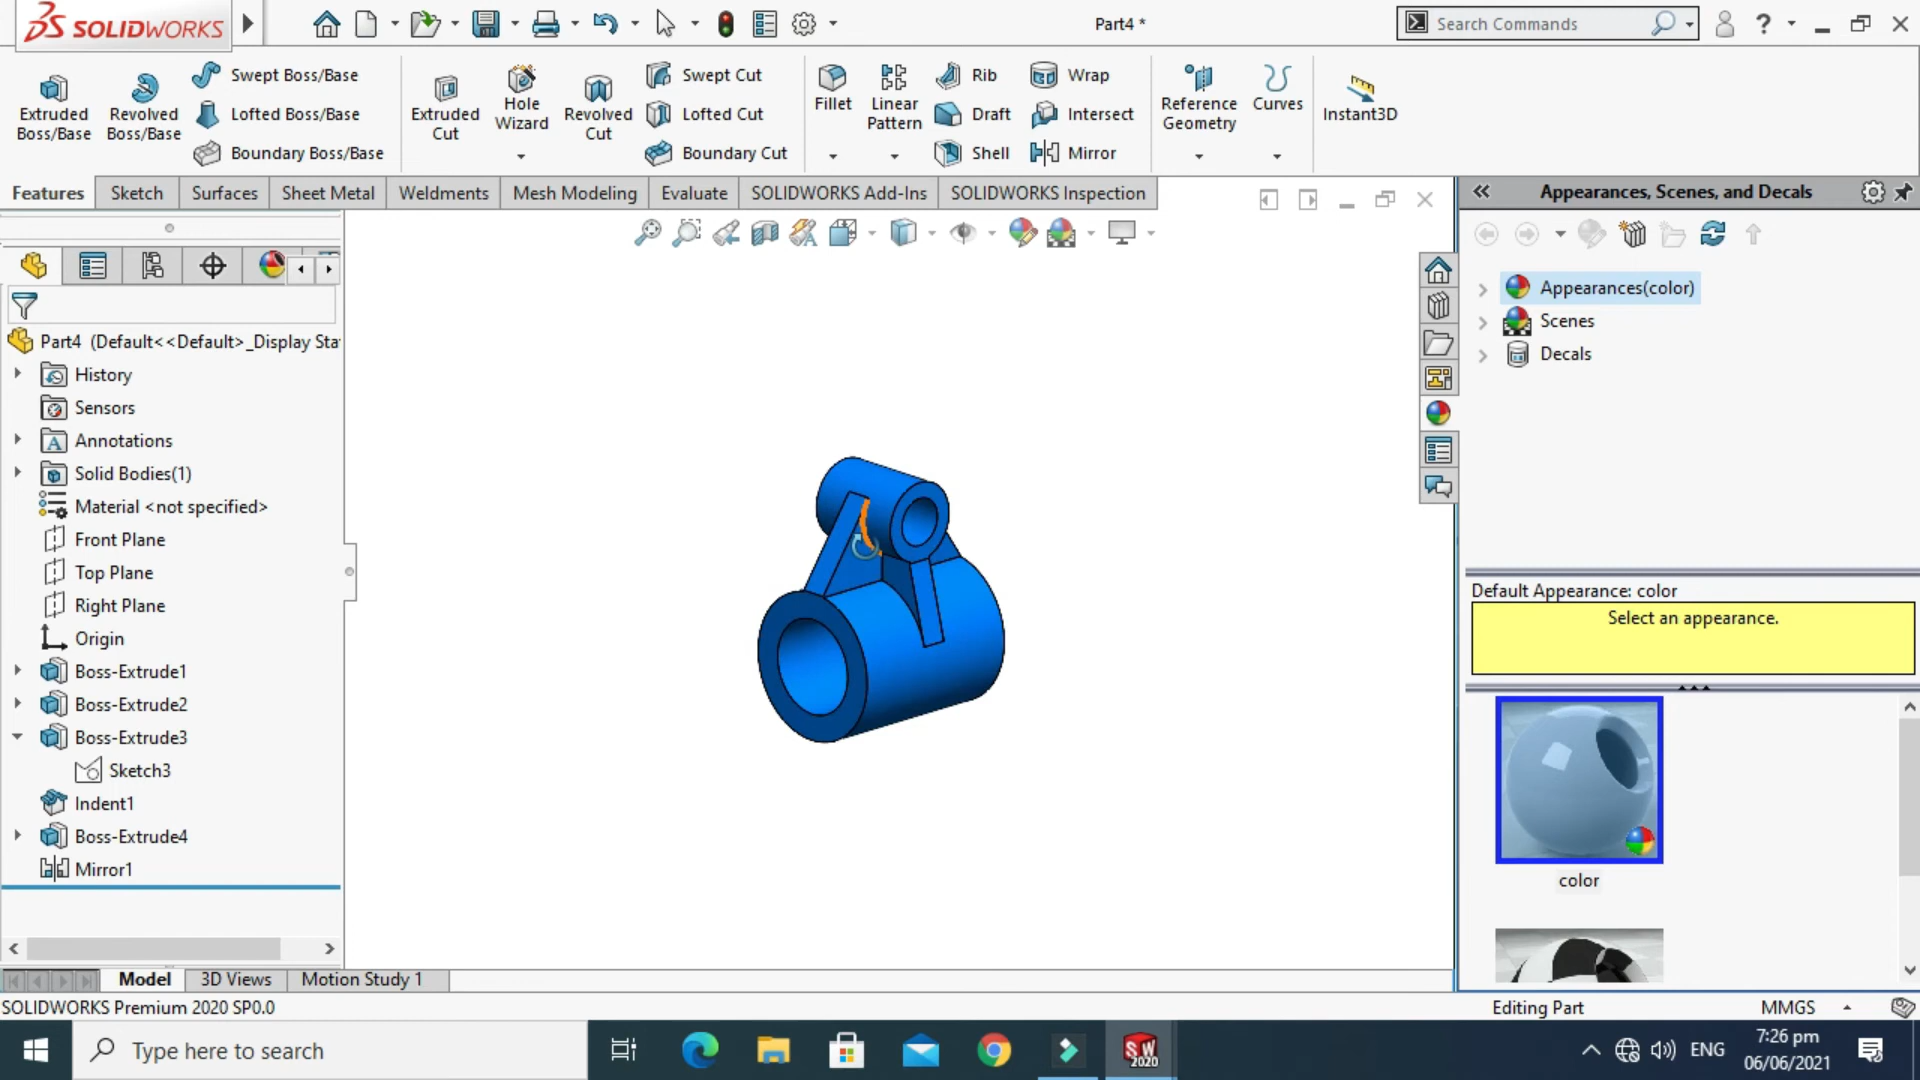 SOLIDWORKS
Part4 *
Search Commands
?
Extruded Boss/Base
Revolved Boss/Base
Swept Boss/Base
Lofted Boss/Base
Boundary Boss/Base
Extruded Cut
Hole Wizard
Revolved Cut
Swept Cut
Lofted Cut
Boundary Cut
Fillet
Linear Pattern
Rib
Draft
Shell
Wrap
Intersect
Mirror
Reference Geometry
Curves
Instant3D
Features
Sketch
Surfaces
Sheet Metal
Weldments
Mesh Modeling
Evaluate
SOLIDWORKS Add-Ins
SOLIDWORKS Inspection
Appearances, Scenes, and Decals
Part4 (Default<<Default>_Display Sta
History
Sensors
Annotations
Solid Bodies(1)
Material <not specified>
Front Plane
Top Plane
Right Plane
Origin
Boss-Extrude1
Boss-Extrude2
Boss-Extrude3
Sketch3
Indent1
Boss-Extrude4
Mirror1
Appearances(color)
Scenes
Decals
Default Appearance: color
Select an appearance.
color
Model
3D Views
Motion Study 1
SOLIDWORKS Premium 2020 SP0.0
Editing Part
MMGS
Type here to search
SW
2020
ENG
7:26 pm
06/06/2021